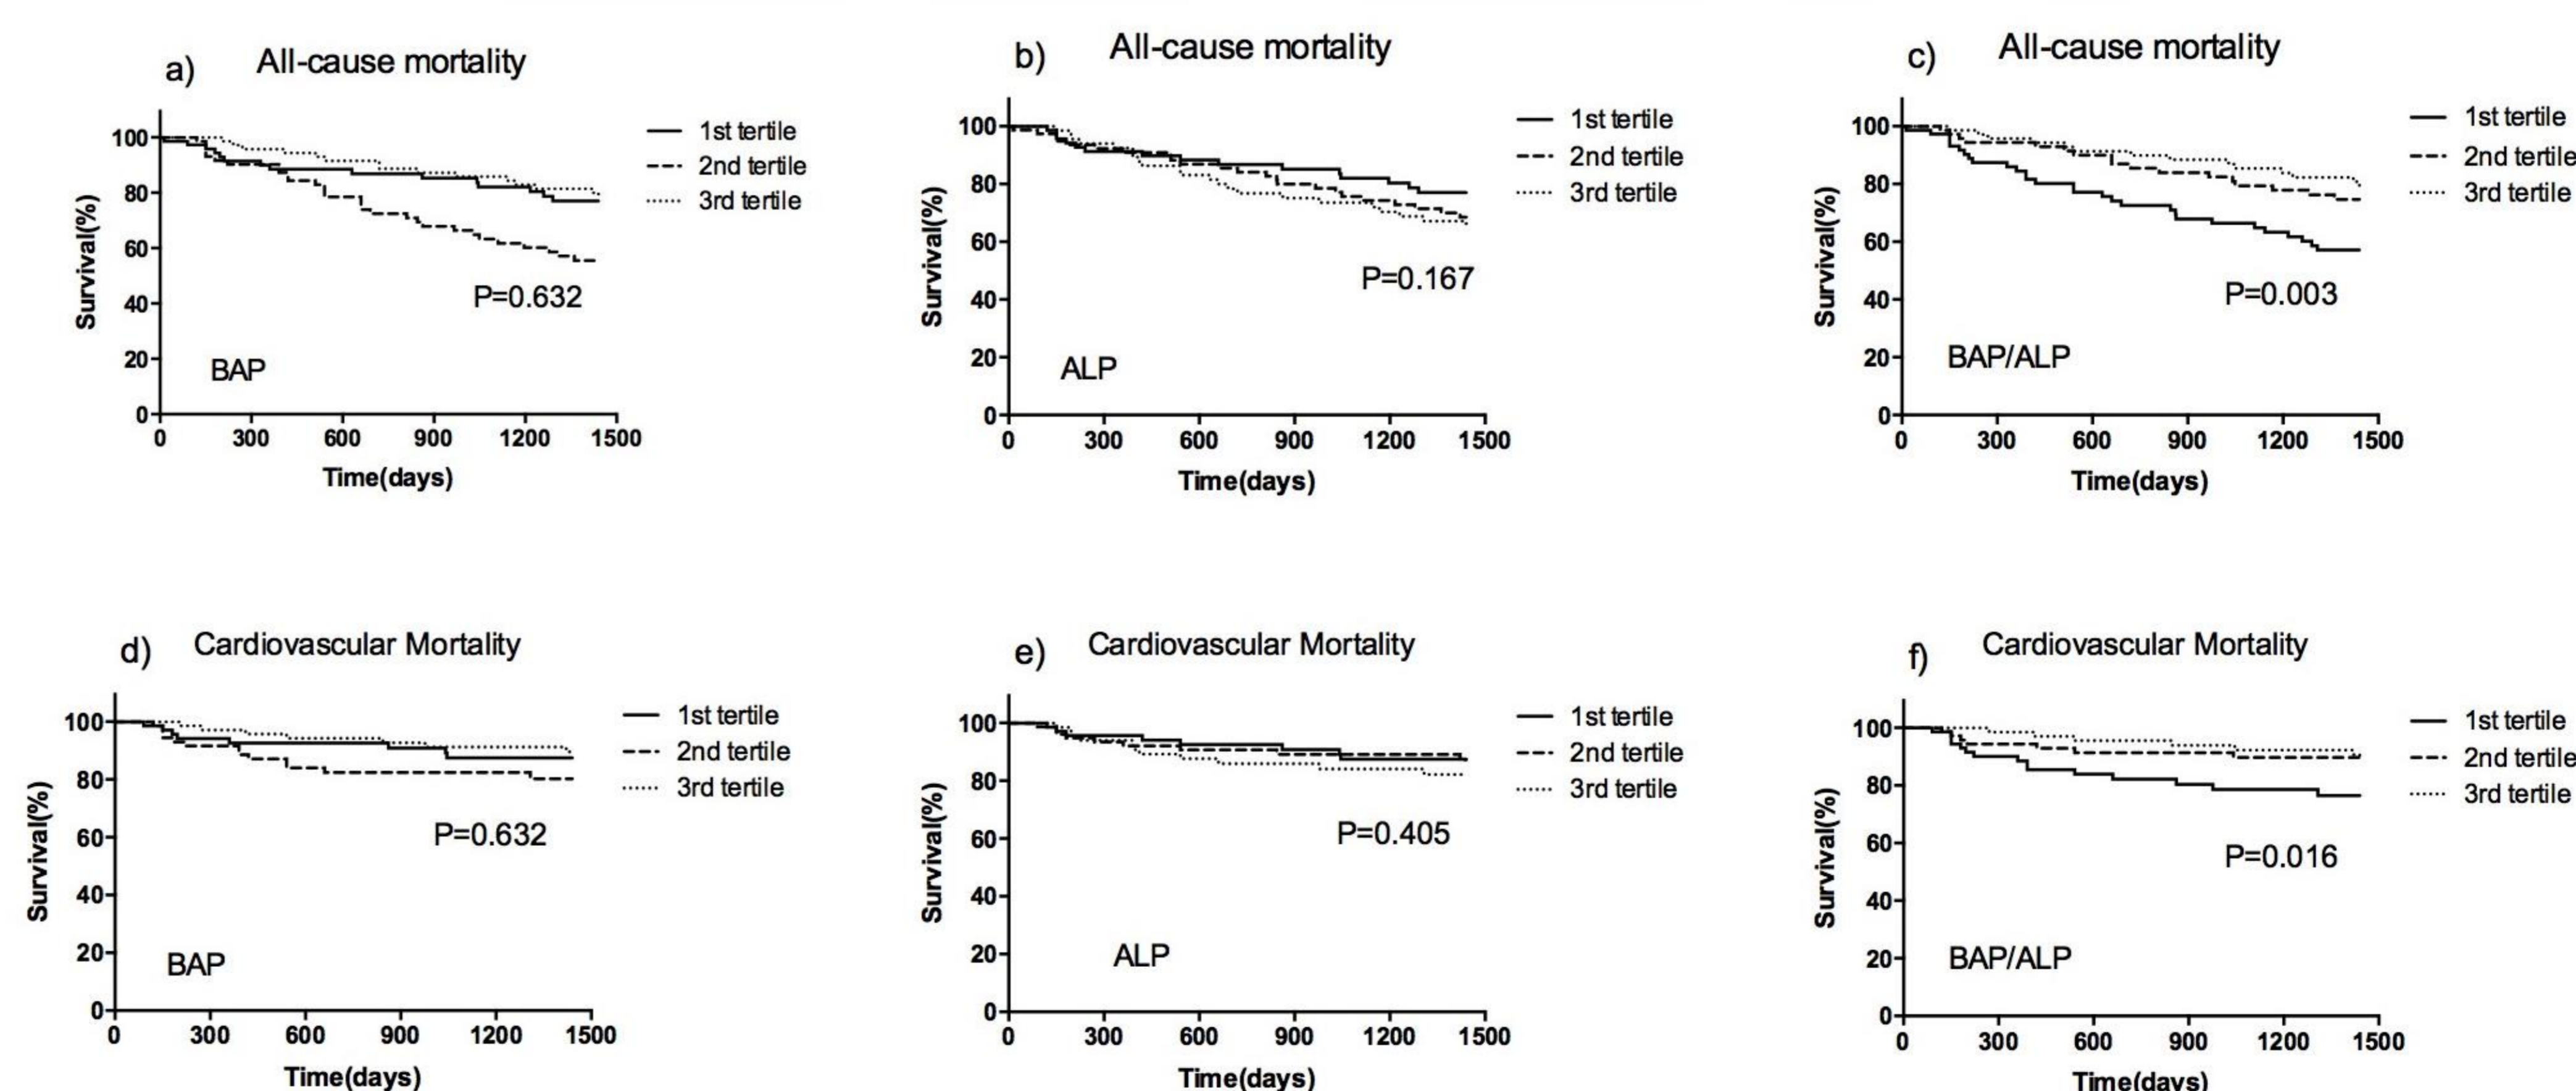 a) All-cause mortality
1st tertile
2nd tertile
3rd tertile
100
80
60
40
20
0
Survival(%)
P=0.632
BAP
0 300 600 900 1200 1500
Time(days)
b) All-cause mortality
1st tertile
2nd tertile
3rd tertile
100
80
60
40
20
0
Survival(%)
P=0.167
ALP
0 300 600 900 1200 1500
Time(days)
c) All-cause mortality
1st tertile
2nd tertile
3rd tertile
100
80
60
40
20
0
Survival(%)
P=0.003
BAP/ALP
0 300 600 900 1200 1500
Time(days)
d) Cardiovascular Mortality
1st tertile
2nd tertile
3rd tertile
100
80
60
40
20
0
Survival(%)
P=0.632
BAP
0 300 600 900 1200 1500
Time(days)
e) Cardiovascular Mortality
1st tertile
2nd tertile
3rd tertile
100
80
60
40
20
0
Survival(%)
P=0.405
ALP
0 300 600 900 1200 1500
Time(days)
f) Cardiovascular Mortality
1st tertile
2nd tertile
3rd tertile
100
80
60
40
20
0
Survival(%)
P=0.016
BAP/ALP
0 300 600 900 1200 1500
Time(days)